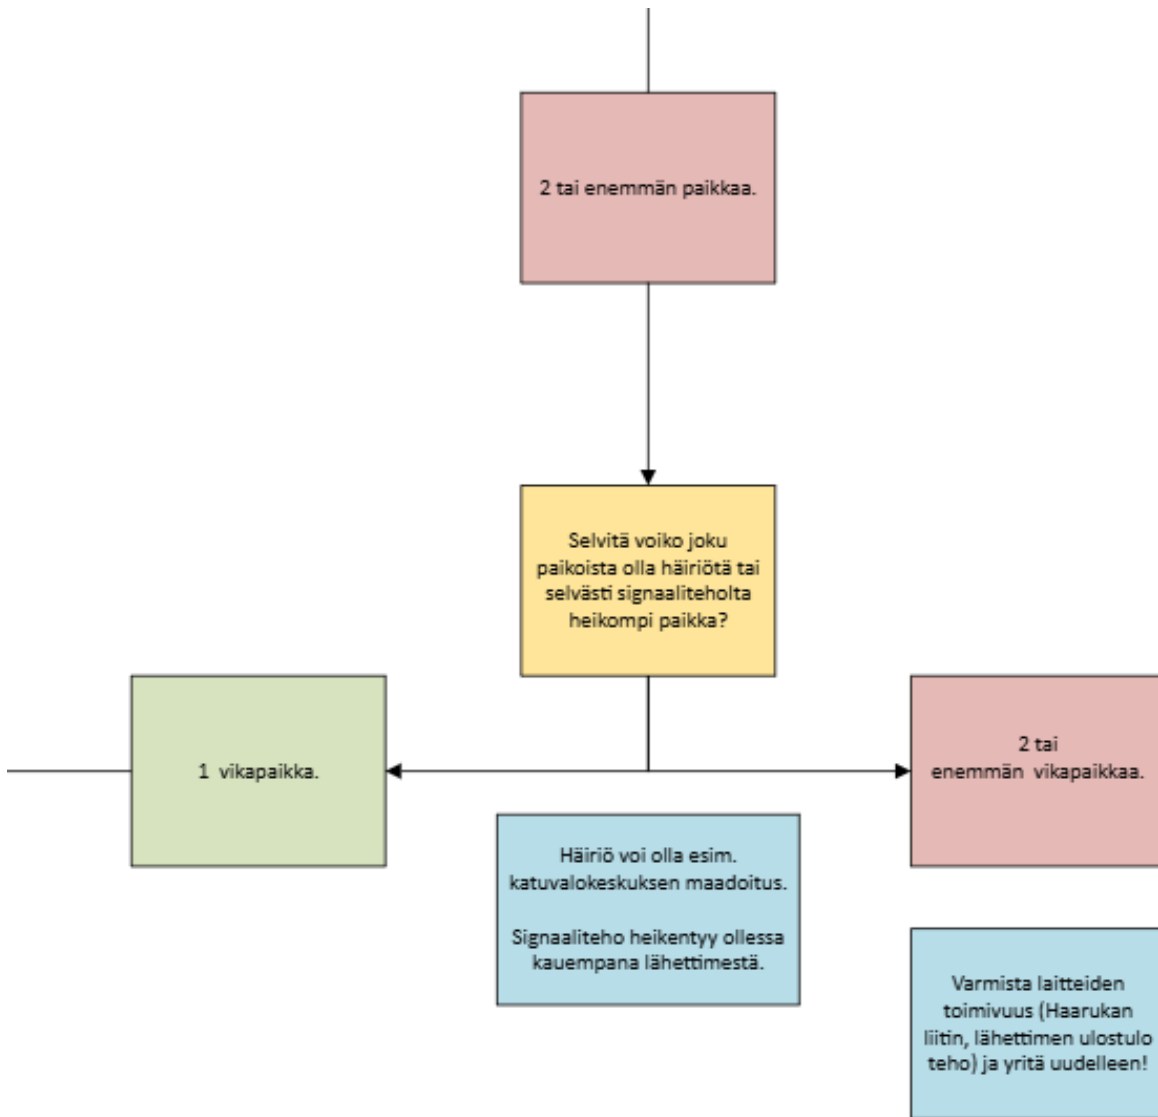 2 tai enemmän paikkaa.
Selvitä voiko joku
paikoista olla häiriötä tai
selvästi signaaliteholta
heikompi paikka?
1 vikapaikka.
2 tai
enemmän vikapaikkaa.
Häiriö voi olla esim.
katuvalokeskuksen maadoitus.
Signaaliteho heikentyy ollessa
kauempana lähettimestä.
Varmista laitteiden
toimivuus (Haarukan
liitin, lähettimen ulostulo
teho) ja yritä uudelleen!